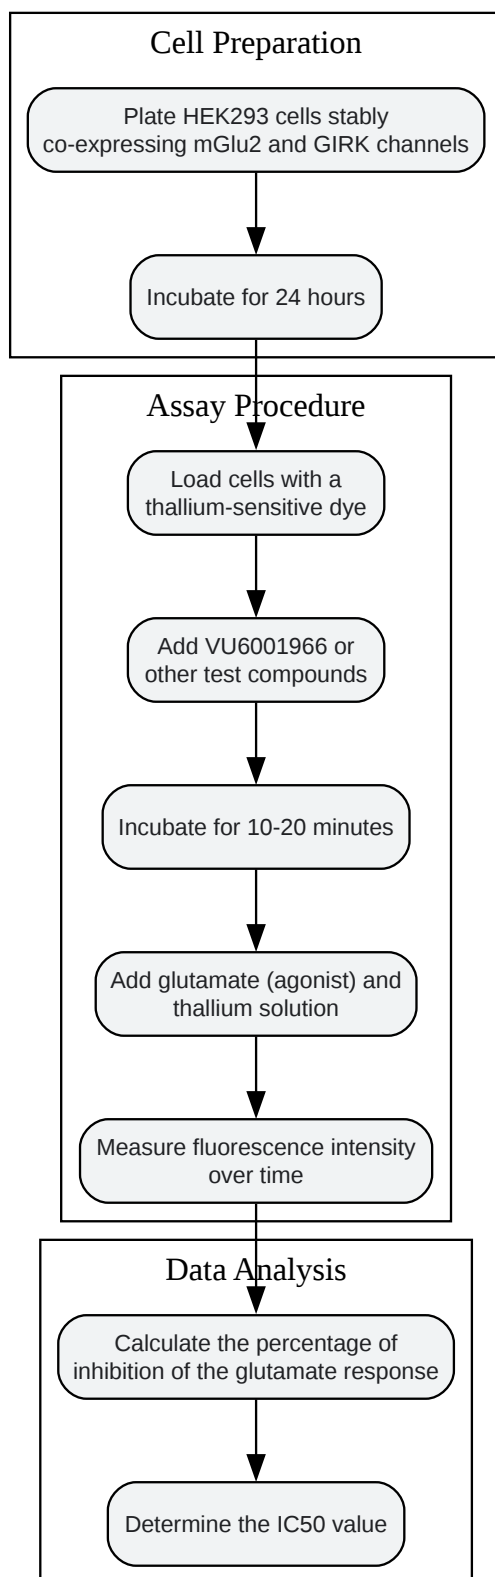 Cell Preparation
Plate HEK293 cells stably
co-expressing mGlu2 and GIRK channels
Incubate for 24 hours
Assay Procedure
Load cells with a
thallium-sensitive dye
Add VU6001966 or
other test compounds
Incubate for 10-20 minutes
Add glutamate (agonist) and
thallium solution
Measure fluorescence intensity
over time
Data Analysis
Calculate the percentage of
inhibition of the glutamate response
Determine the IC50 value